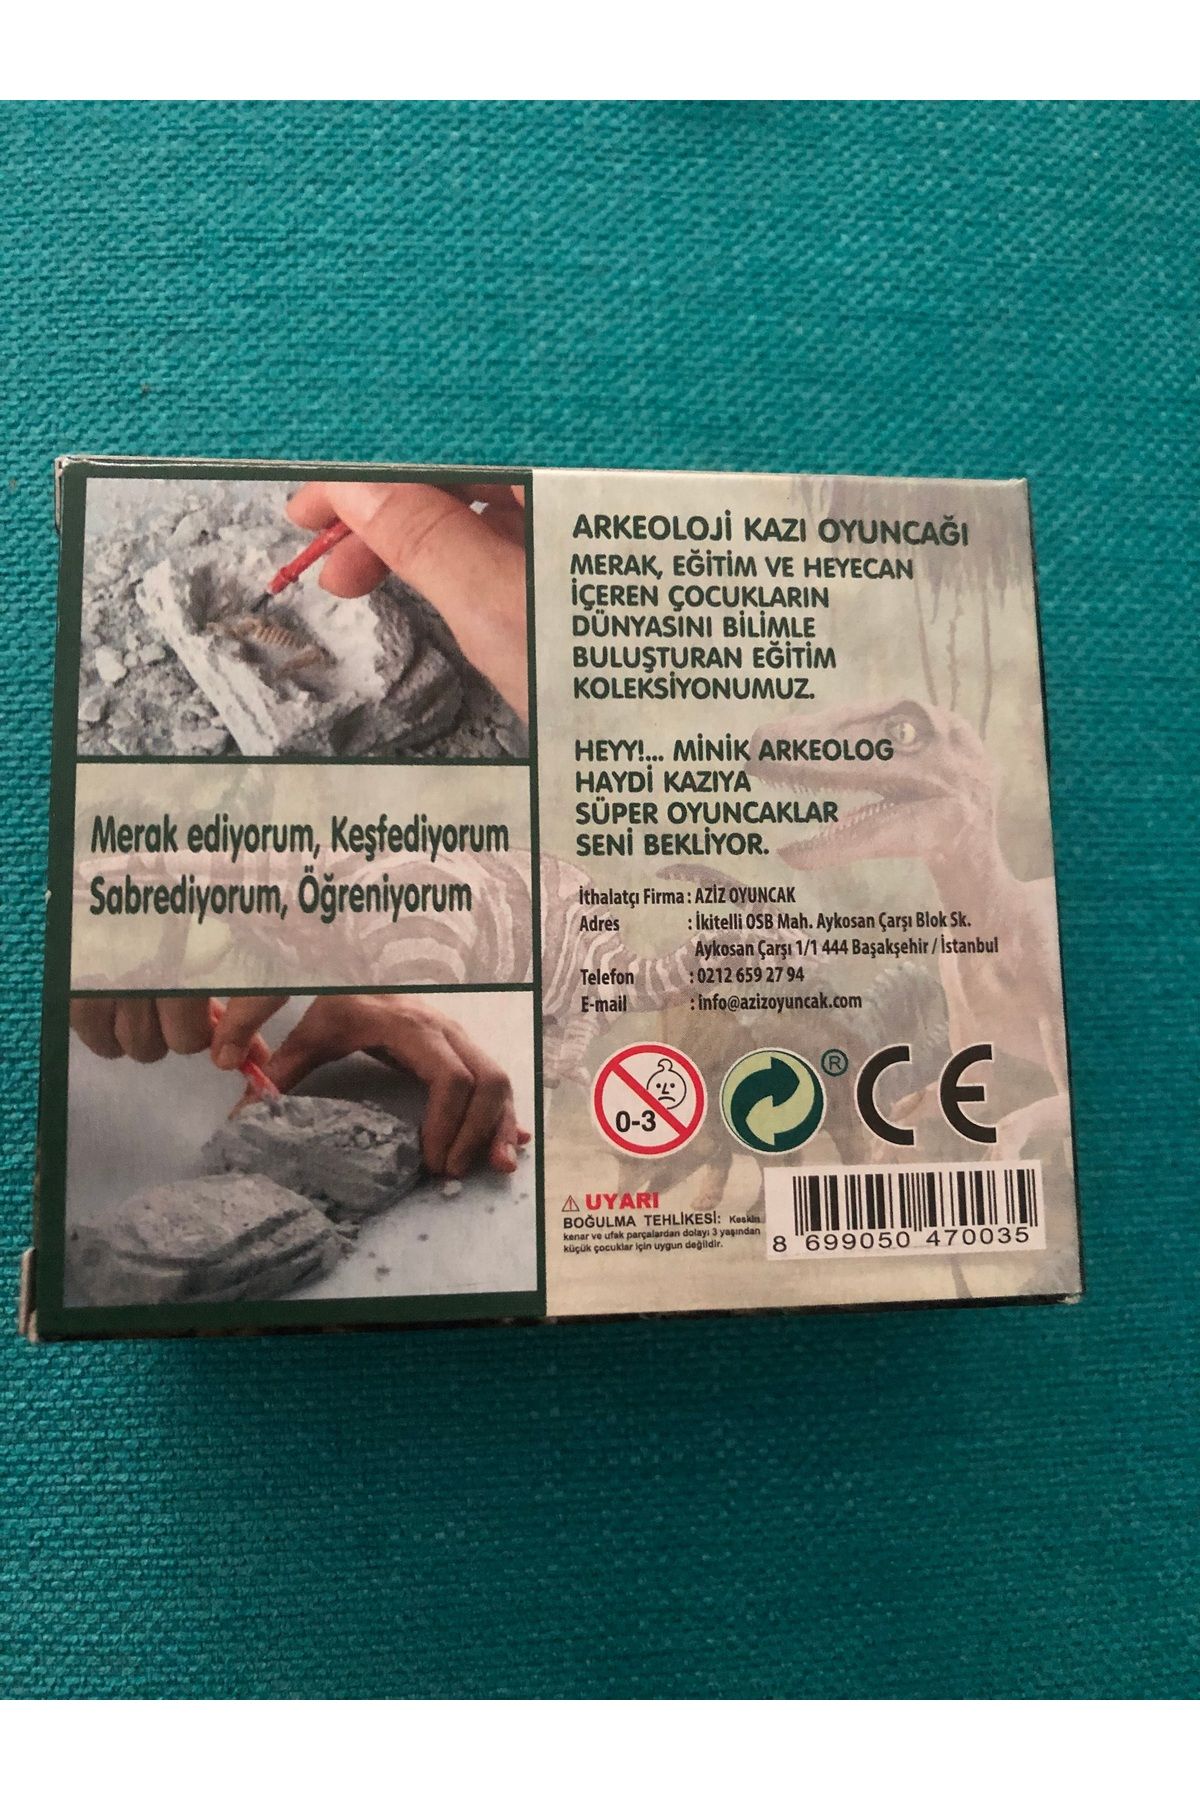 Merak ediyorum, Keşfediyorum
Sabrediyorum, Öğreniyorum
ARKEOLOJİ KAZI OYUNCAĞI
MERAK, EĞİTİM VE HEYECAN
İÇEREN ÇOCUKLARIN
DÜNYASINI BİLİMLE
BULUŞTURAN EĞİTİM
KOLEKSİYONUMUZ.
HEYY!... MİNİK ARKEOLOG
HAYDİ KAZIYA
SÜPER OYUNCAKLAR
SENİ BEKLİYOR.
İthalatçı Firma : AZİZ OYUNCAK
Adres : İkitelli OSB Mah. Aykosan Çarşı Blok Sk.
Aykosan Çarşı 1/1 444 Başakşehir / İstanbul
Telefon : 0212 659 27 94
E-mail : info@azizoyuncak.com
0-3
®
CE
UYARI
BOĞULMA TEHLİKESİ: Keskin
kenar ve ufak parçalardan dolayı 3 yaşından
küçük çocuklar için uygun değildir.
8 699050 470035